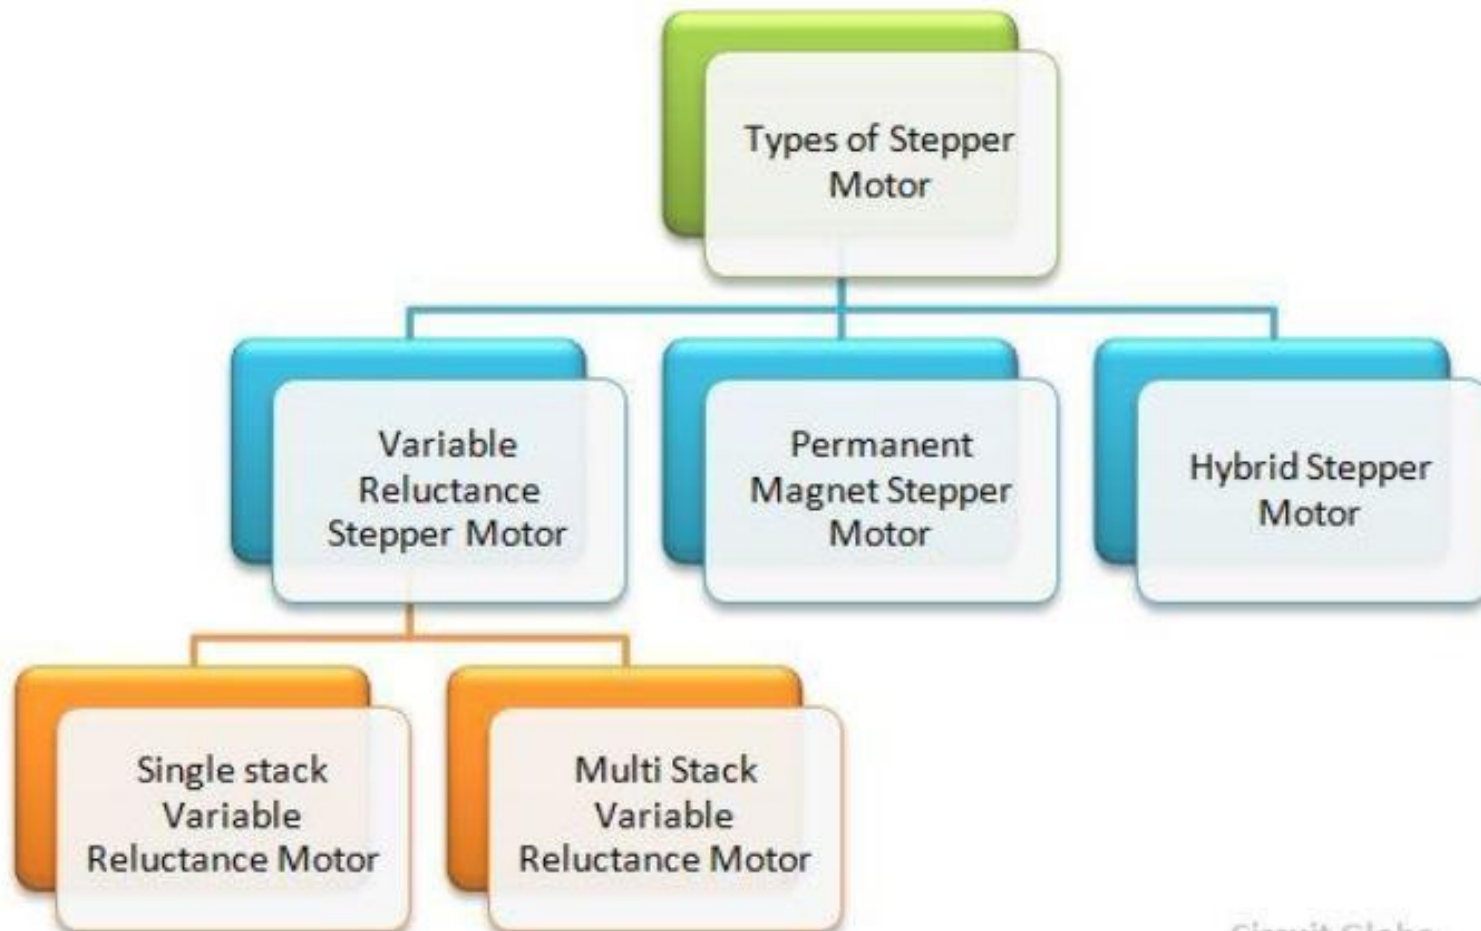 Types of Stepper
Motor
Variable
Reluctance
Stepper Motor
Permanent
Magnet Stepper
Motor
Hybrid Stepper
Motor
Single stack
Variable
Reluctance Motor
Multi Stack
Variable
Reluctance Motor